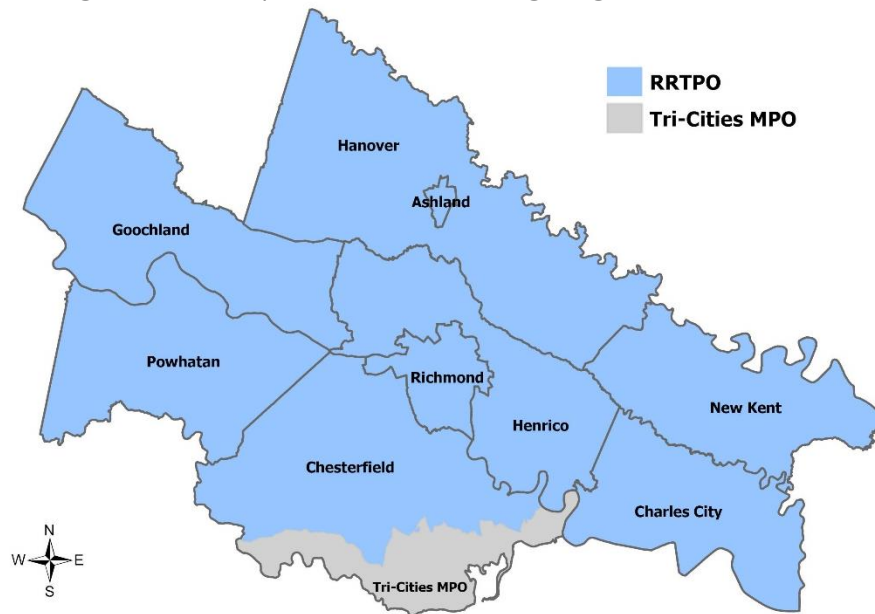 RRTPO
Tri-Cities MPO
Hanover
Ashland
Goochland
Powhatan
Richmond
Henrico
New Kent
Chesterfield
Charles City
Tri-Cities MPO
N
W E
S